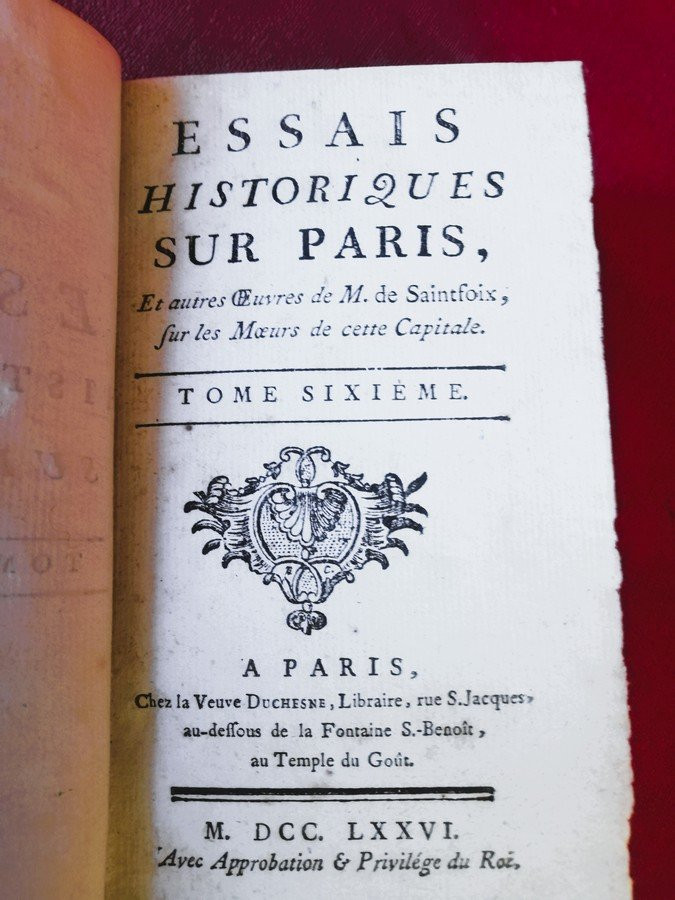 ESSAIS
HISTORIQUES
SUR PARIS,
Et autres Œuvres de M. de Saintfoix,
ſur les Mœurs de cette Capitale.
TOME SIXIÈME.
A PARIS,
Chez la Veuve DUCHESNE, Libraire, rue S. Jacques,
au-deſſous de la Fontaine S.-Benoît,
au Temple du Goût.
M. DCC. LXXVI.
Avec Approbation & Privilége du Roi.